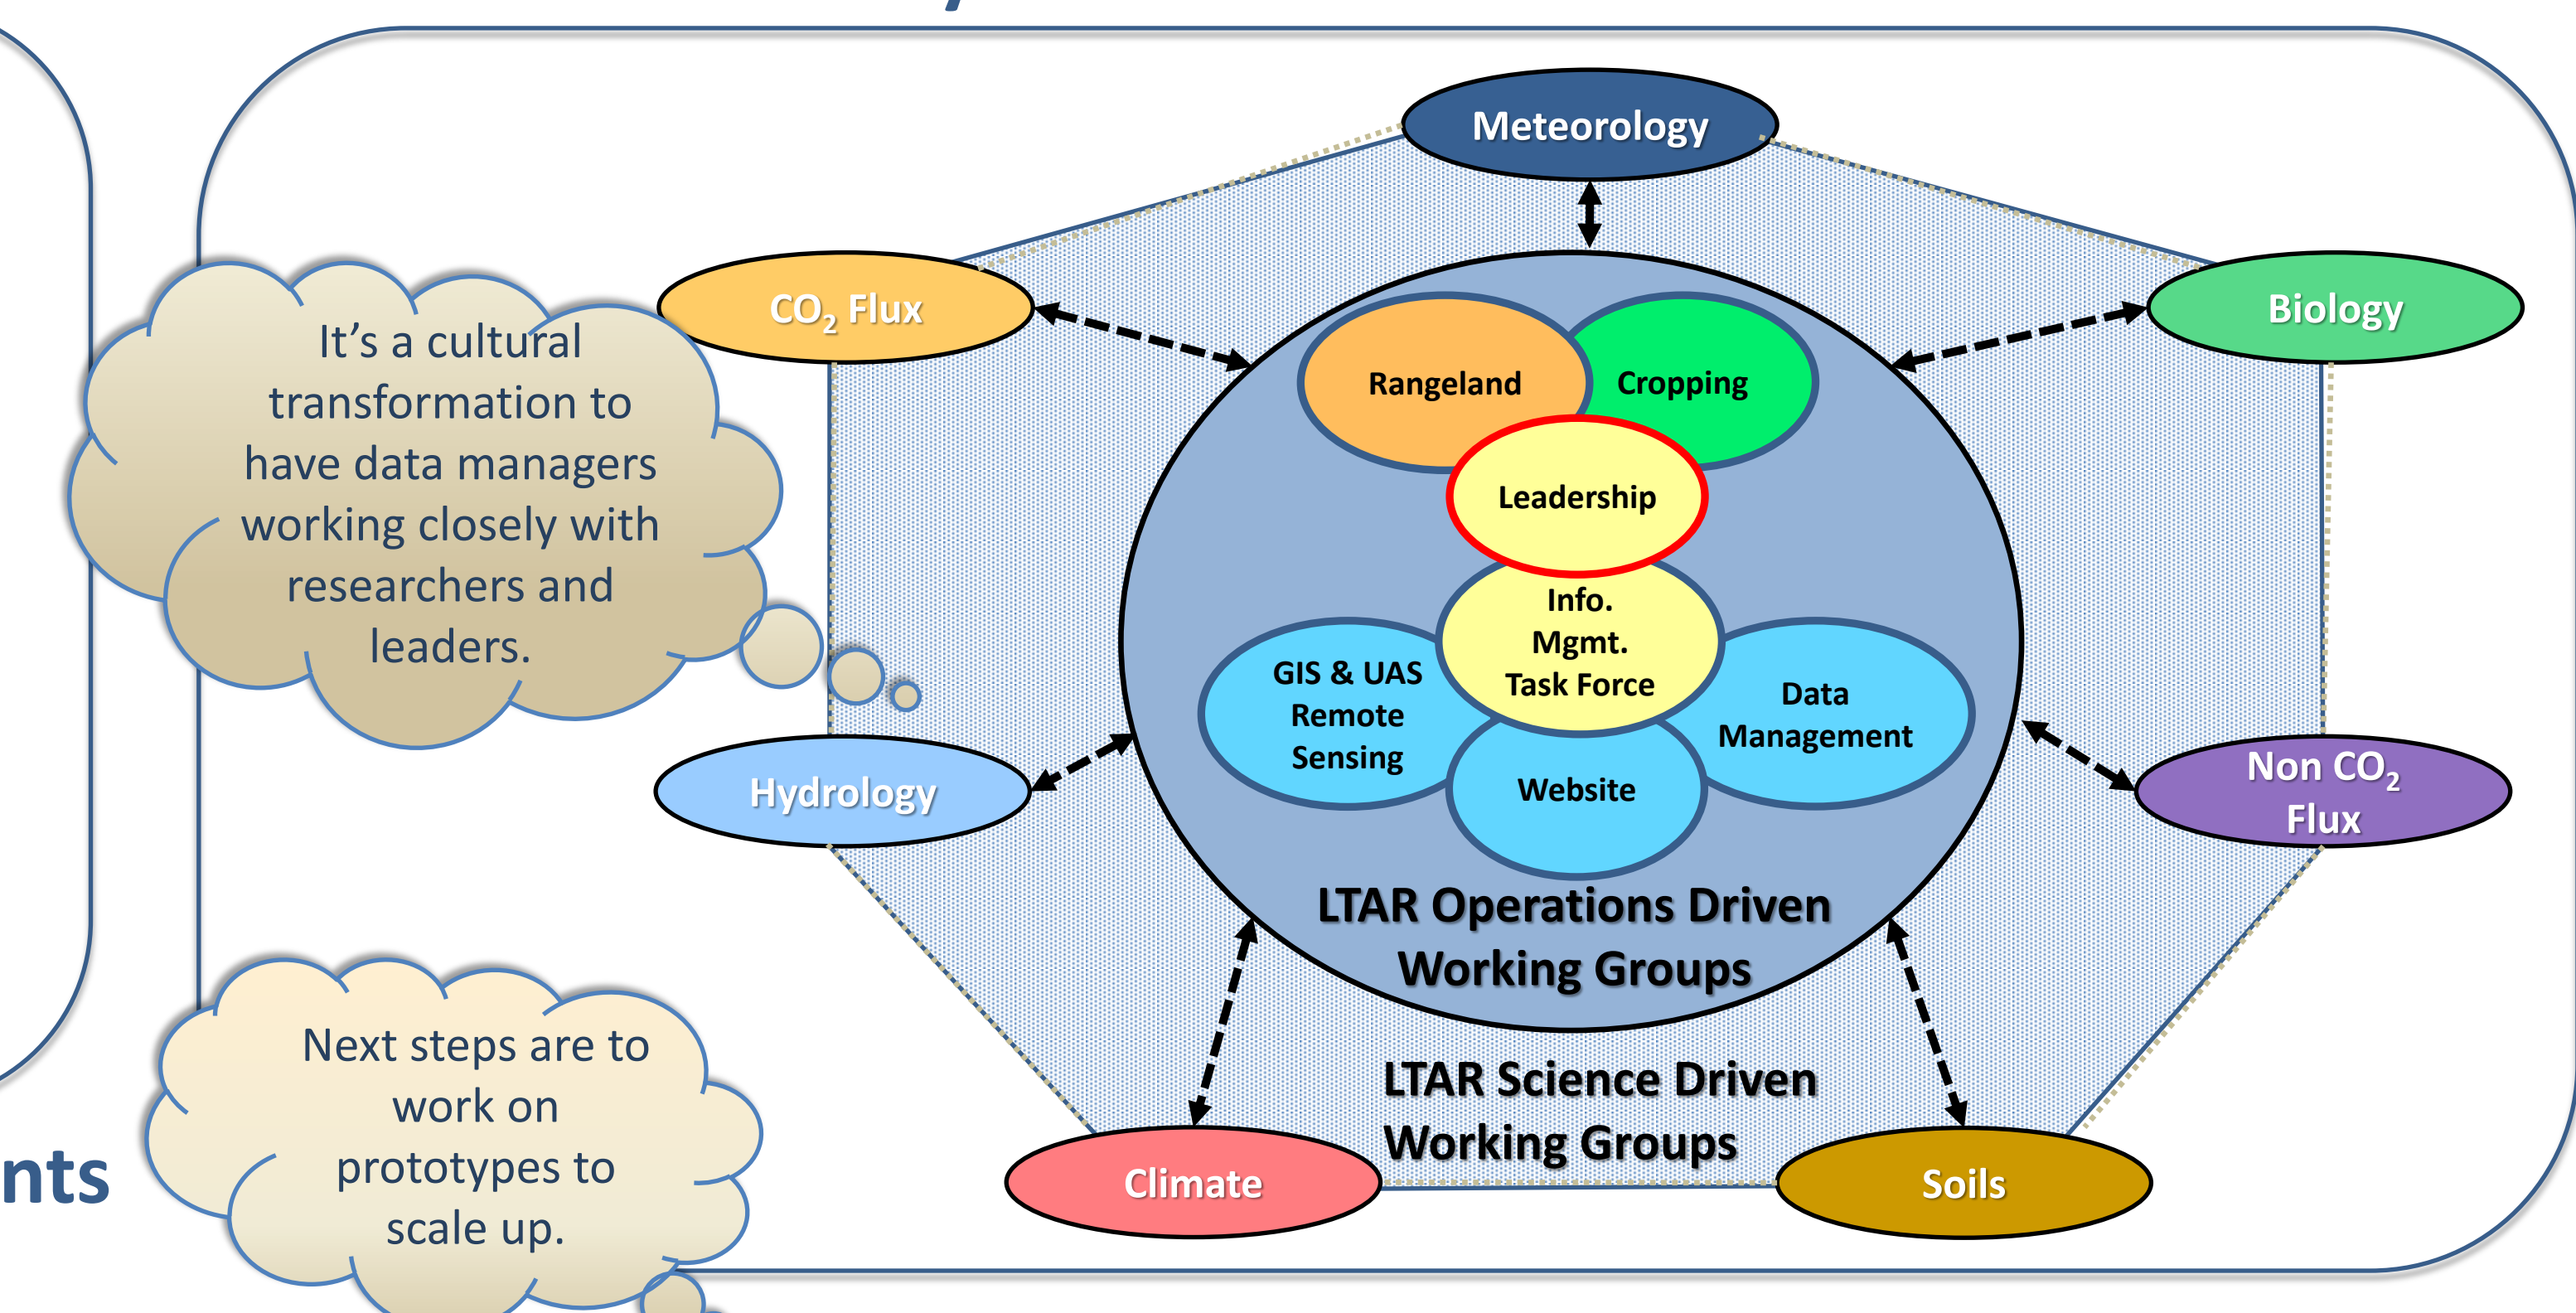 Meteorology
CO₂ Flux
Biology
It's a cultural
transformation to
have data managers
working closely with
researchers and
leaders.
Rangeland
Cropping
Leadership
Info.
Mgmt.
Task Force
GIS & UAS
Remote
Sensing
Data
Management
Website
Hydrology
Non CO₂
Flux
LTAR Operations Driven
Working Groups
LTAR Science Driven
Working Groups
Climate
Soils
Next steps are to
work on
prototypes to
scale up.
nts